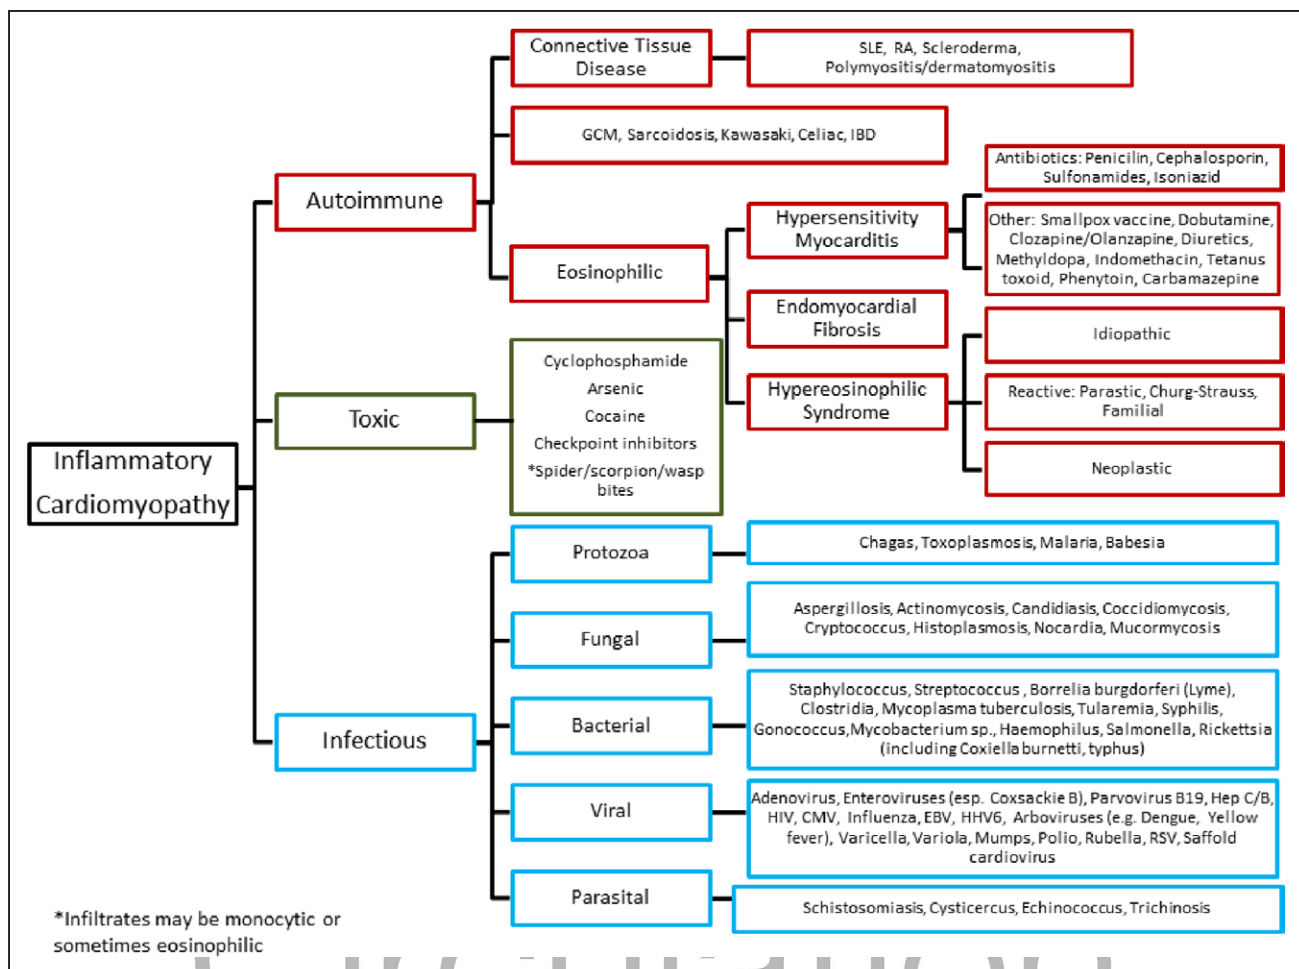 Connective Tissue
Disease
SLE, RA, Scleroderma,
Polymyositis/dermatomyositis
GCM, Sarcoidosis, Kawasaki, Celiac, IBD
Autoimmune
Eosinophilic
Hypersensitivity
Myocarditis
Antibiotics: Penicilin, Cephalosporin,
Sulfonamides, Isoniazid
Other: Smallpox vaccine, Dobutamine,
Clozapine/Olanzapine, Diuretics,
Methyldopa, Indomethacin, Tetanus
toxoid, Phenytoin, Carbamazepine
Endomyocardial
Fibrosis
Hypereosinophilic
Syndrome
Idiopathic
Reactive: Parastic, Churg-Strauss,
Familial
Neoplastic
Inflammatory
Cardiomyopathy
Toxic
Cyclophosphamide
Arsenic
Cocaine
Checkpoint inhibitors
*Spider/scorpion/wasp
bites
Infectious
Protozoa
Chagas, Toxoplasmosis, Malaria, Babesia
Fungal
Aspergillosis, Actinomycosis, Candidiasis, Coccidiomycosis,
Cryptococcus, Histoplasmosis, Nocardia, Mucormycosis
Bacterial
Staphylococcus, Streptococcus , Borrelia burgdorferi (Lyme),
Clostridia, Mycoplasma tuberculosis, Tularemia, Syphilis,
Gonococcus,Mycobacterium sp., Haemophilus, Salmonella, Rickettsia
(including Coxiella burnetti, typhus)
Viral
Adenovirus, Enteroviruses (esp. Coxsackie B), Parvovirus B19, Hep C/B,
HIV, CMV, Influenza, EBV, HHV6, Arboviruses (e.g. Dengue, Yellow
fever), Varicella, Variola, Mumps, Polio, Rubella, RSV, Saffold
cardiovirus
Parasital
Schistosomiasis, Cysticercus, Echinococcus, Trichinosis
*Infiltrates may be monocytic or
sometimes eosinophilic